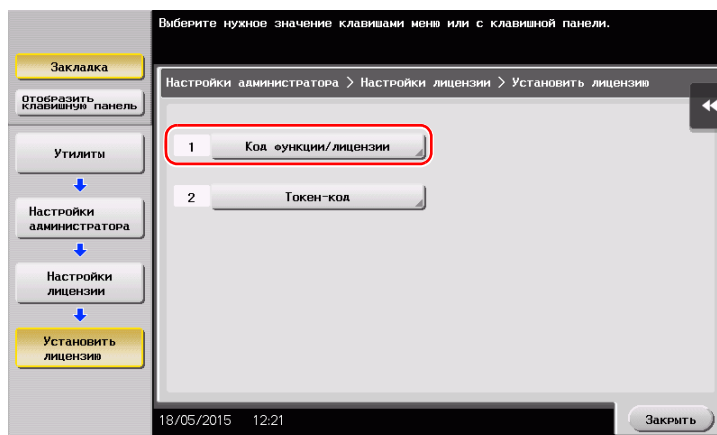 Выберите нужное значение клавишами меню или с клавишной панели.
Закладка
Отобразить
клавишную панель
Настройки администратора > Настройки лицензии > Установить лицензию
1 Код функции/лицензии
2 Токен-код
Утилиты
Настройки
администратора
Настройки
лицензии
Установить
лицензию
18/05/2015 12:21
Закрыть